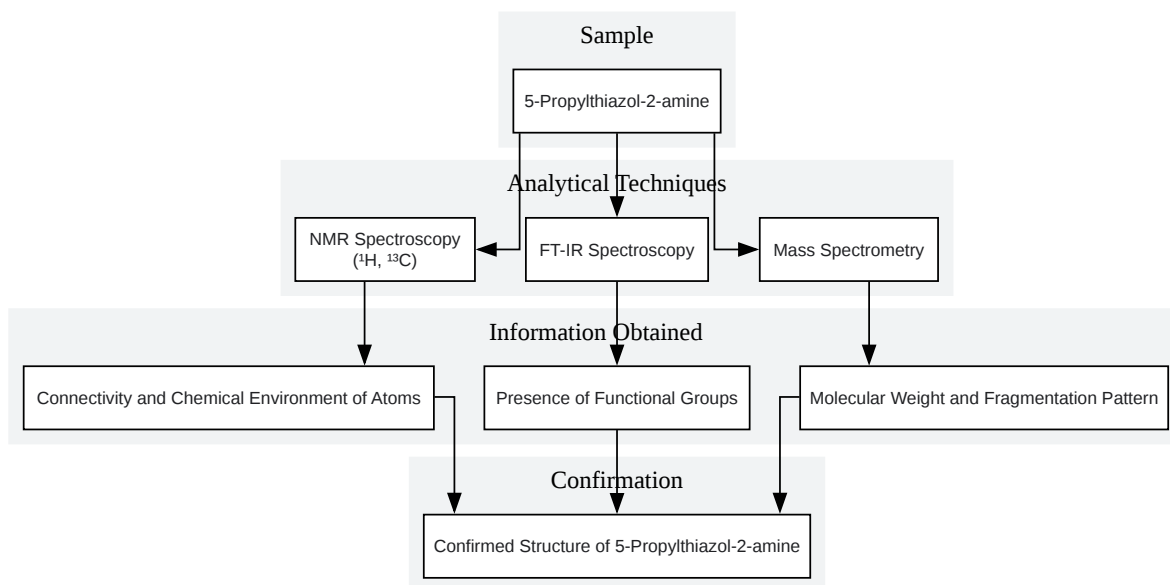 Sample
5-Propylthiazol-2-amine
Analytical Techniques
NMR Spectroscopy
(¹H, ¹³C)
FT-IR Spectroscopy
Mass Spectrometry
Information Obtained
Connectivity and Chemical Environment of Atoms
Presence of Functional Groups
Molecular Weight and Fragmentation Pattern
Confirmation
Confirmed Structure of 5-Propylthiazol-2-amine